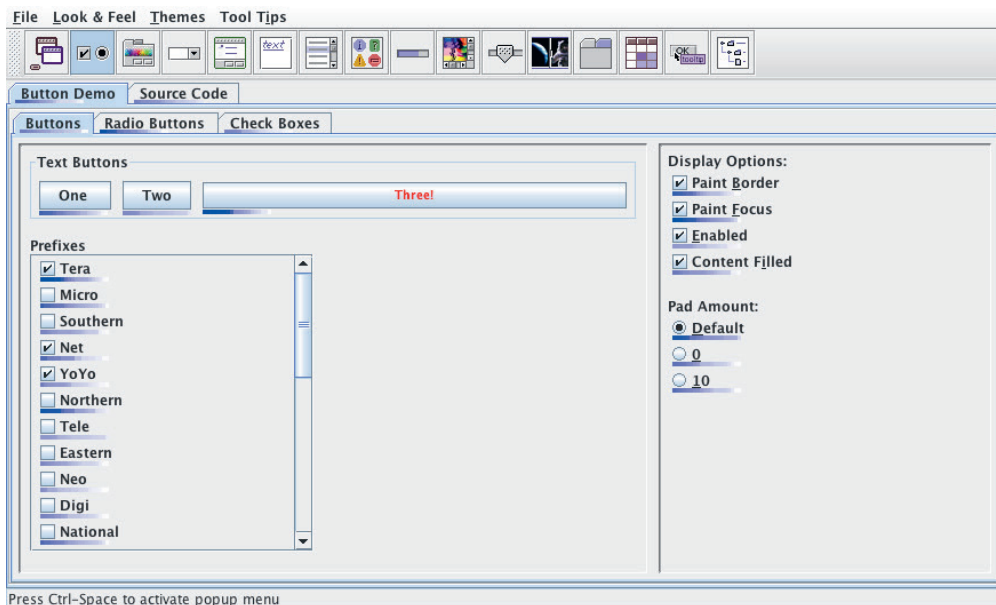 File Look & Feel Themes Tool Tips
text
OK
tooltip
Button Demo Source Code
Buttons Radio Buttons Check Boxes
Text Buttons
One Two Three!
Prefixes
Tera
Micro
Southern
Net
YoYo
Northern
Tele
Eastern
Neo
Digi
National
Display Options:
Paint Border
Paint Focus
Enabled
Content Filled
Pad Amount:
Default
0
10
Press Ctrl-Space to activate popup menu